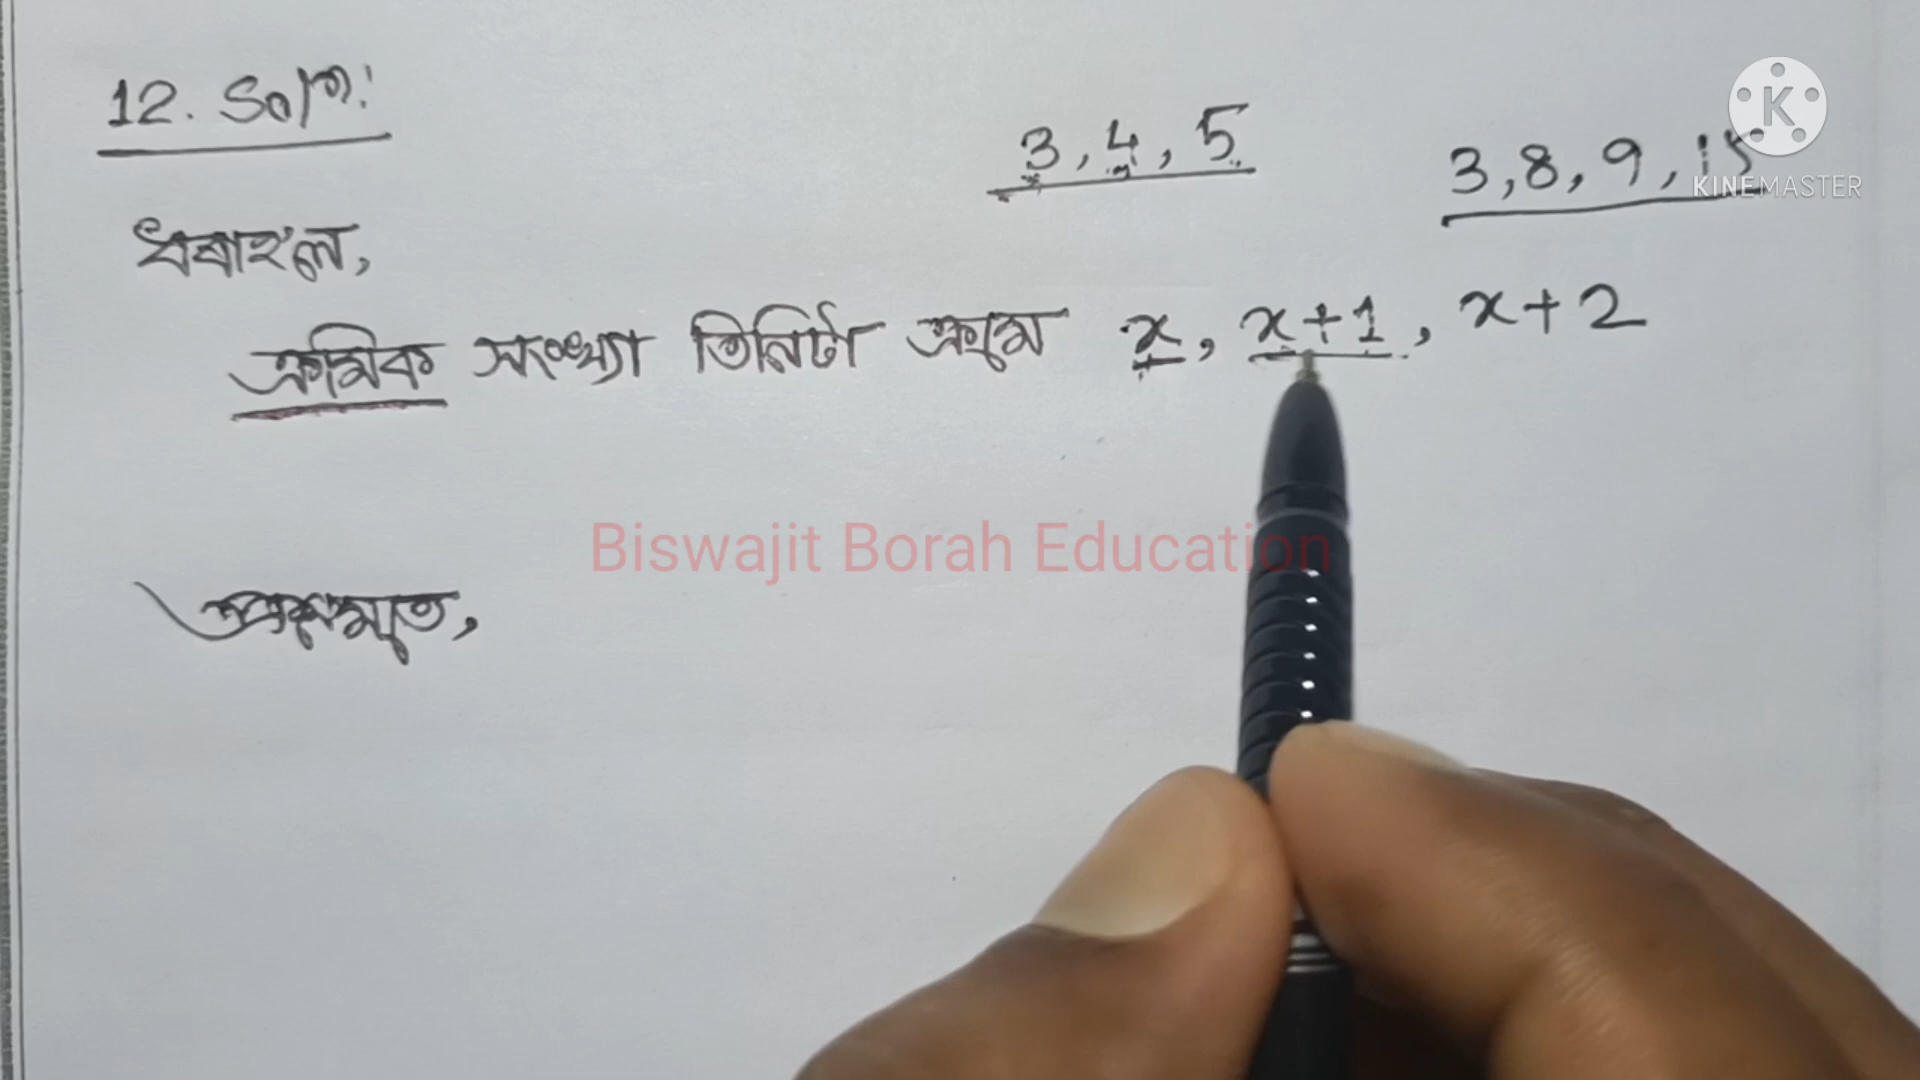 12. Solⁿ:
3, 4, 5
3, 8, 9, 15
KINEMASTER
ধৰাহ'ল,
ক্ৰমিক সংখ্যা তিনিটা ক্ৰমে x, x+1, x+2
Biswajit Borah Education
প্ৰশ্নমতে,